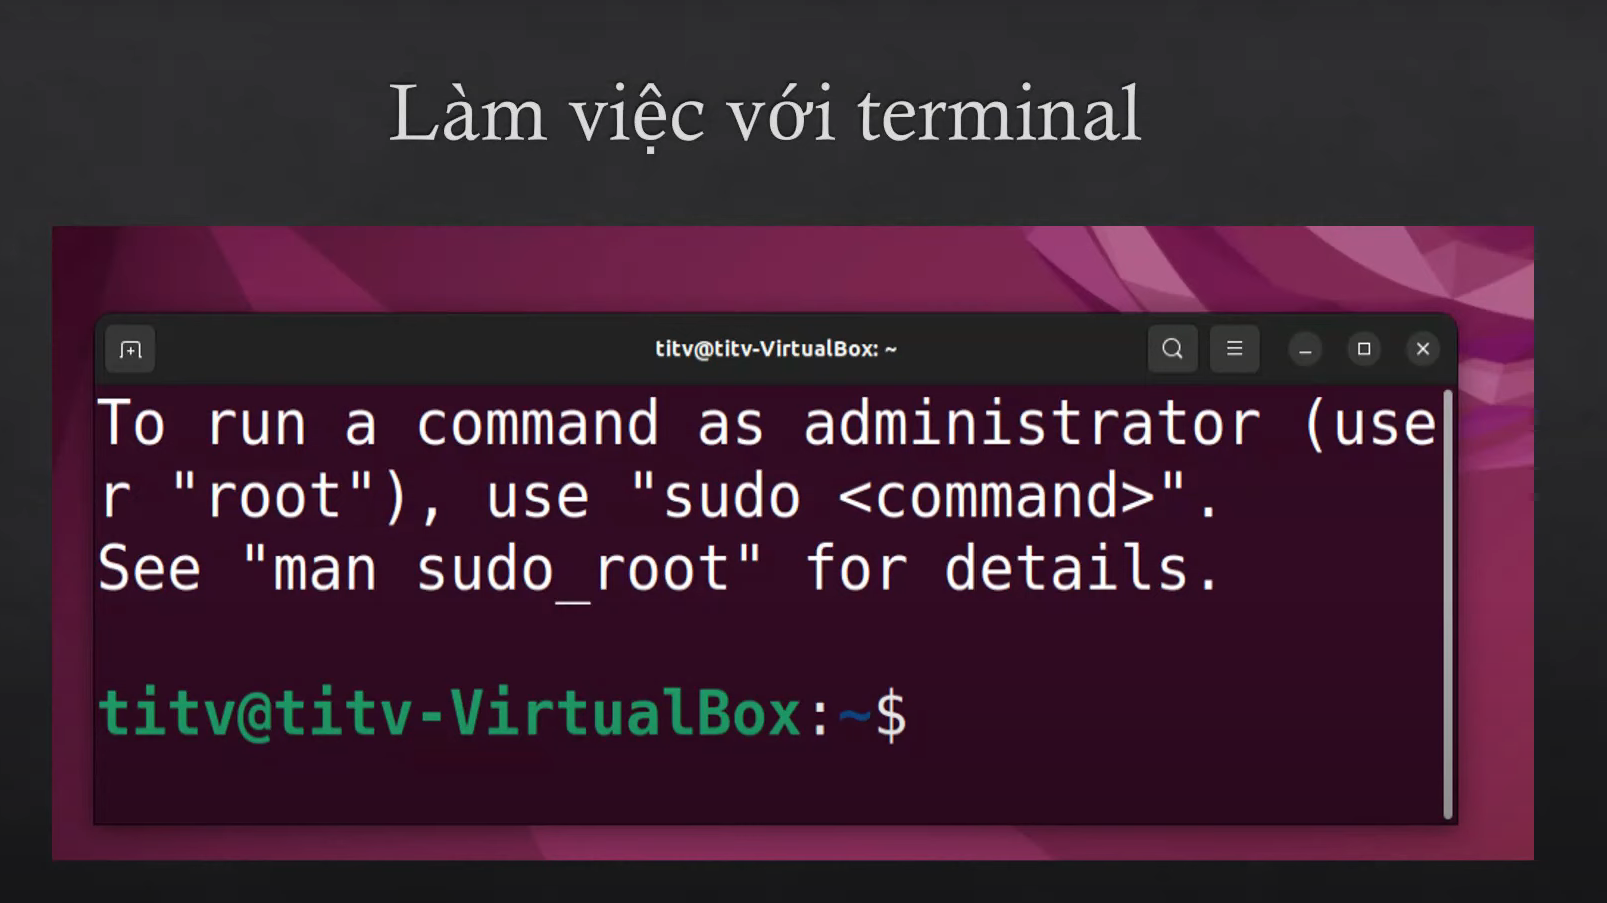 Làm việc với terminal
titv@titv-VirtualBox: ~
To run a command as administrator (use
r "root"), use "sudo <command>".
See "man sudo_root" for details.
titv@titv-VirtualBox:~$